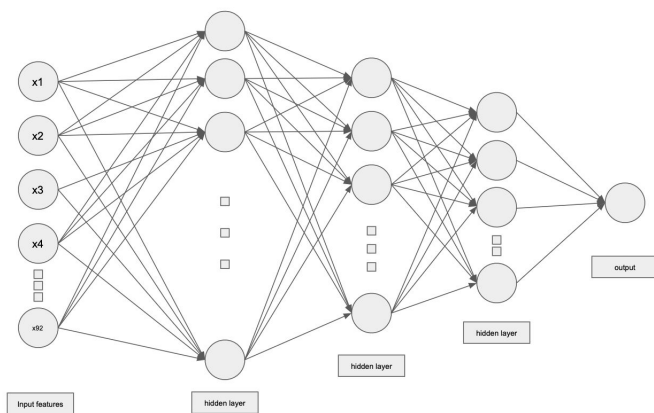 x1
x2
x3
x4
x92
Input features
hidden layer
hidden layer
hidden layer
output